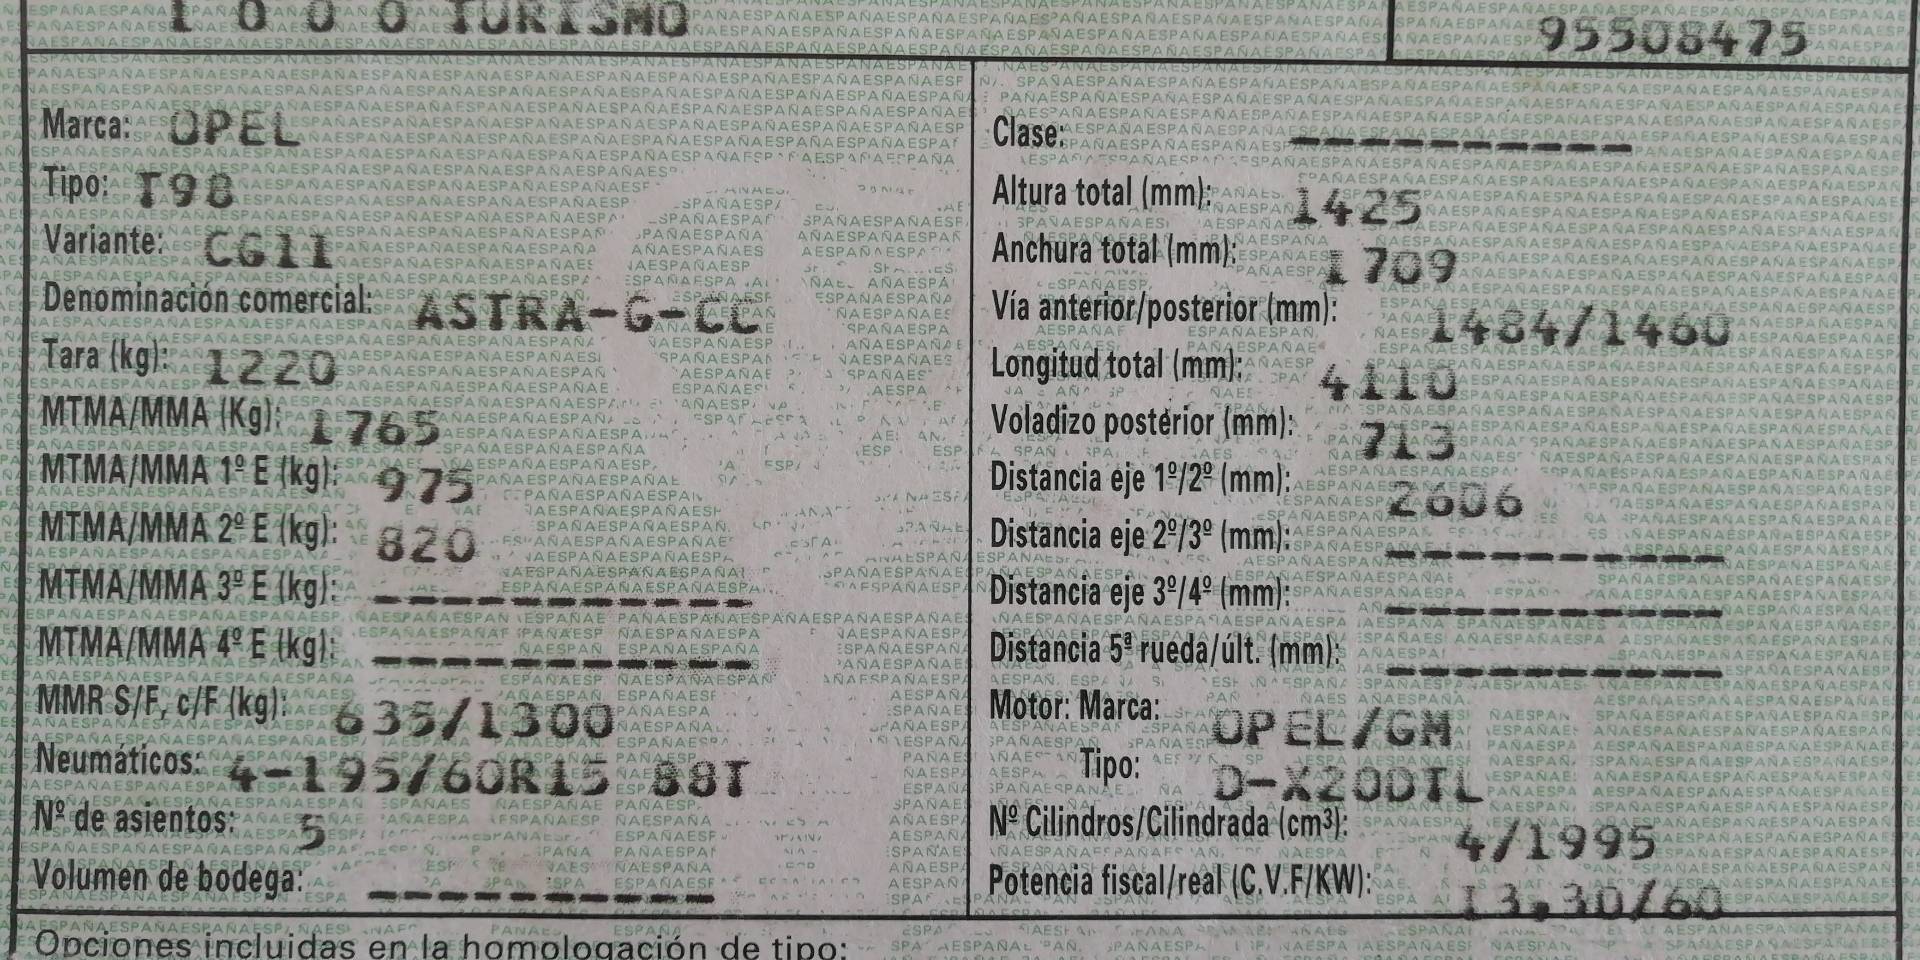 1 0 0 0 TURISMO
95508475
Marca: OPEL
Tipo: T98
Variante: CG11
Denominación comercial: ASTRA-G-CC
Tara (kg): 1220
MTMA/MMA (Kg): 1765
MTMA/MMA 1º E (kg): 975
MTMA/MMA 2º E (kg): 820
MTMA/MMA 3º E (kg): -----------
MTMA/MMA 4º E (kg): -----------
MMR S/F, c/F (kg): 635/1300
Neumáticos: 4-195/60R15 88T
Nº de asientos: 5
Volumen de bodega: ----------
Clase: ----------
Altura total (mm): 1425
Anchura total (mm): 1709
Vía anterior/posterior (mm): 1484/1460
Longitud total (mm): 4110
Voladizo posterior (mm): 713
Distancia eje 1º/2º (mm): 2606
Distancia eje 2º/3º (mm): ----------
Distancia eje 3º/4º (mm): ----------
Distancia 5ª rueda/últ. (mm): ----------
Motor: Marca: OPEL/GM
Tipo: D-X20DTL
Nº Cilindros/Cilindrada (cm³): 4/1995
Potencia fiscal/real (C.V.F/KW): 13,30/60
Opciones incluidas en la homologación de tipo: